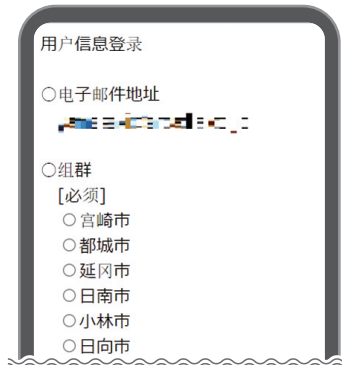 用户信息登录
○电子邮件地址
○组群
[必须]
○宫崎市
○都城市
○延冈市
○日南市
○小林市
○日向市